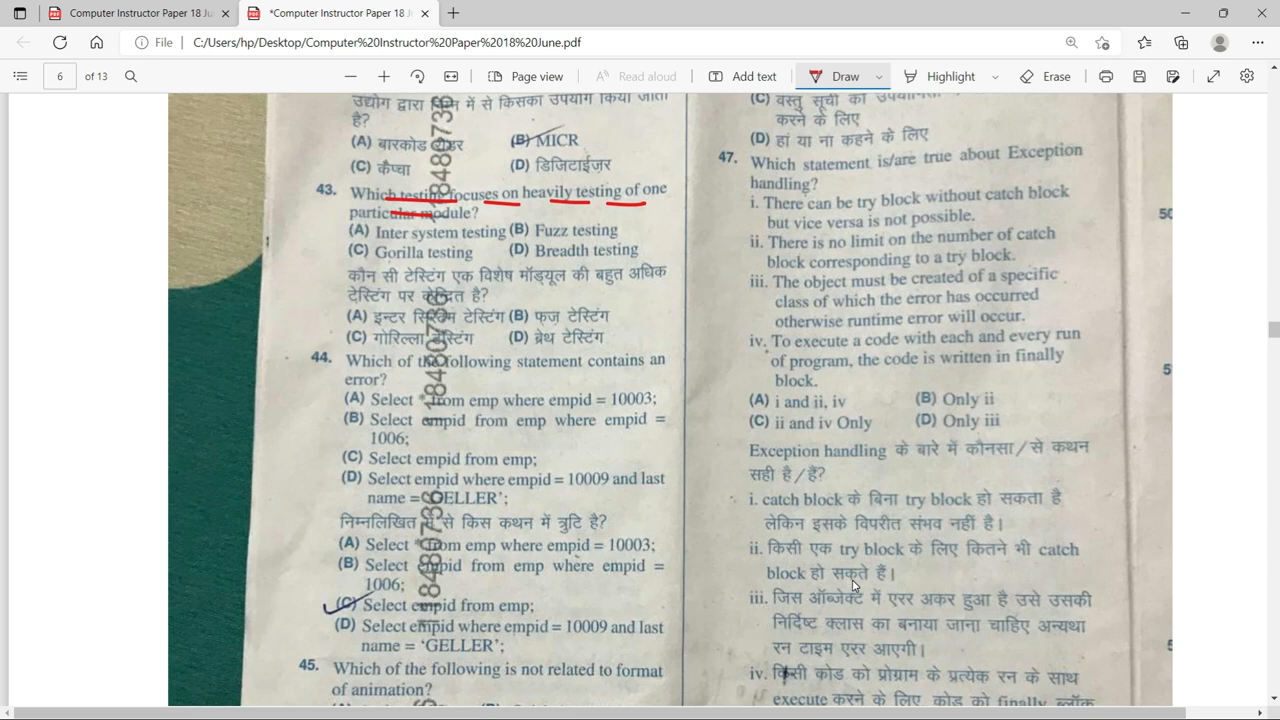 Computer Instructor Paper 18 Ju
*Computer Instructor Paper 18 J
File
C:/Users/hp/Desktop/Computer%20Instructor%20Paper%2018%20June.pdf
6 of 13
Page view
Read aloud
Add text
Draw
Highlight
Erase
उद्योग द्वारा में से किसका उपयोग किया जाता
है?
(A) बारकोड
(B) MICR
(C) कैप्चा
(D) डिजिटाईज़र
43. Which testing focuses on heavily testing of one
particular module?
(A) Inter system testing (B) Fuzz testing
(C) Gorilla testing (D) Breadth testing
कौन सी टेस्टिंग एक विशेष मॉड्यूल की बहुत अधिक
टेस्टिंग पर केन्द्रित है?
(A) इन्टर सिस्टम टेस्टिंग (B) फज़ टेस्टिंग
(C) गोरिल्ला टेस्टिंग (D) ब्रेथ टेस्टिंग
44. Which of the following statement contains an
error?
(A) Select * from emp where empid = 10003;
(B) Select empid from emp where empid =
1006;
(C) Select empid from emp;
(D) Select empid where empid = 10009 and last
name = 'GELLER';
निम्नलिखित में से किस कथन में त्रुटि है?
(A) Select * from emp where empid = 10003;
(B) Select empid from emp where empid =
1006;
(C) Select empid from emp;
(D) Select empid where empid = 10009 and last
name = 'GELLER';
45. Which of the following is not related to format
of animation?
(C) वस्तु सूची की
करने के लिए
(D) हां या ना कहने के लिए
47. Which statement is/are true about Exception
handling?
i. There can be try block without catch block
but vice versa is not possible.
ii. There is no limit on the number of catch
block corresponding to a try block.
iii. The object must be created of a specific
class of which the error has occurred
otherwise runtime error will occur.
iv. To execute a code with each and every run
of program, the code is written in finally
block.
(A) i and ii, iv (B) Only ii
(C) ii and iv Only (D) Only iii
Exception handling के बारे में कौनसा/से कथन
सही है/हैं?
i. catch block के बिना try block हो सकता है
लेकिन इसके विपरीत संभव नहीं है।
ii. किसी एक try block के लिए कितने भी catch
block हो सकते हैं।
iii. जिस ऑब्जेक्ट में एरर अकर हुआ है उसे उसकी
निर्दिष्ट क्लास का बनाया जाना चाहिए अन्यथा
रन टाइम एरर आएगी।
iv. किसी कोड को प्रोग्राम के प्रत्येक रन के साथ
execute करने के लिए कोड को finally ब्लॉक
50
5